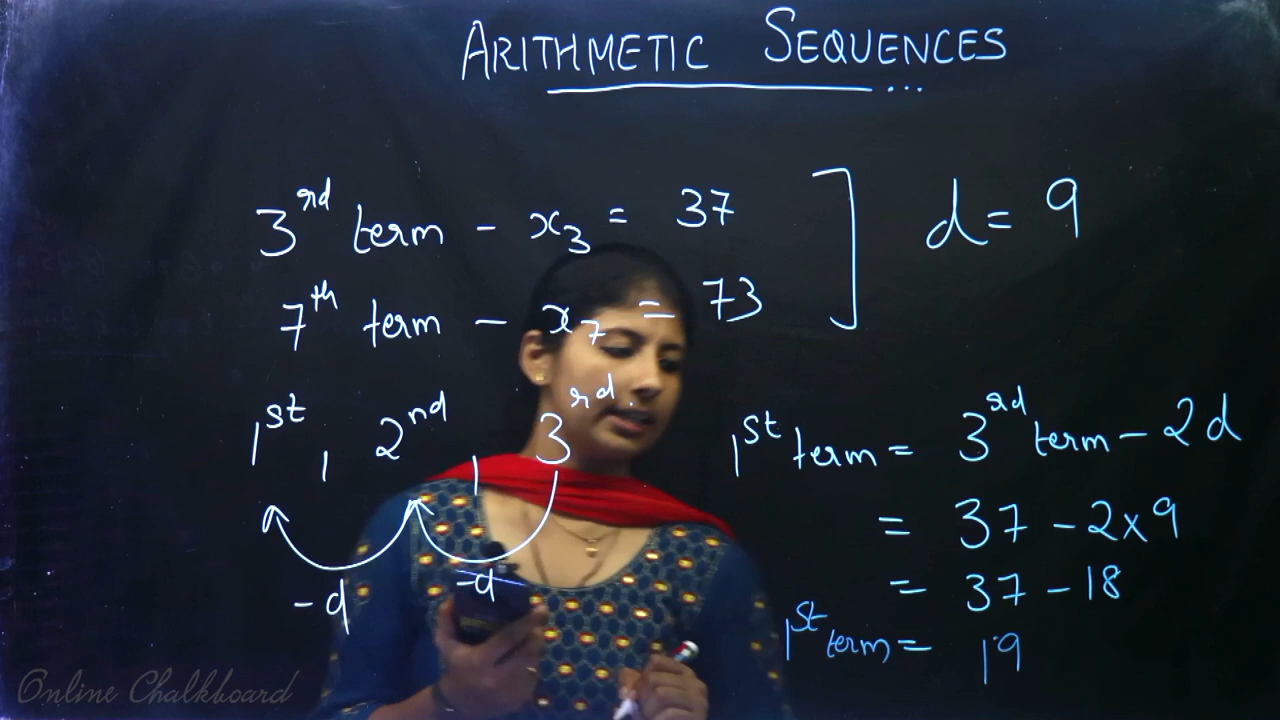 ARITHMETIC SEQUENCES ...
3rd term - x₃ = 37
7th term - x₇ = 73
d = 9
1st, 2nd, 3rd.
-d -d
1st term = 3rd term - 2d
= 37 - 2x9
= 37 - 18
1st term = 19
Online Chalkboard